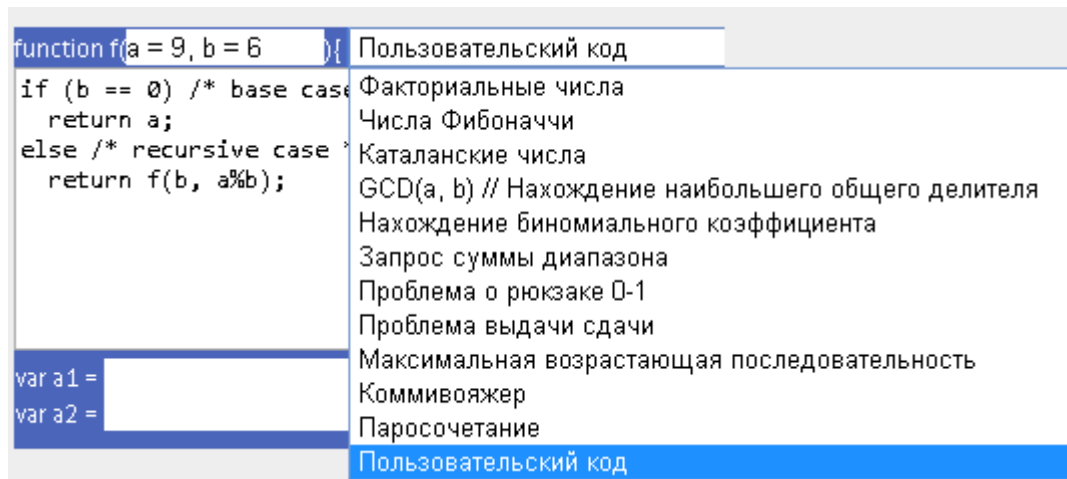 function f(a = 9, b = 6 ){ Пользовательский код
if (b == 0) /* base case
return a;
else /* recursive case *
return f(b, a%b);
Факториальные числа
Числа Фибоначчи
Каталанские числа
GCD(a, b) // Нахождение наибольшего общего делителя
Нахождение биномиального коэффициента
Запрос суммы диапазона
Проблема о рюкзаке 0-1
Проблема выдачи сдачи
Максимальная возрастающая последовательность
Коммивояжер
Паросочетание
Пользовательский код
var a1 =
var a2 =